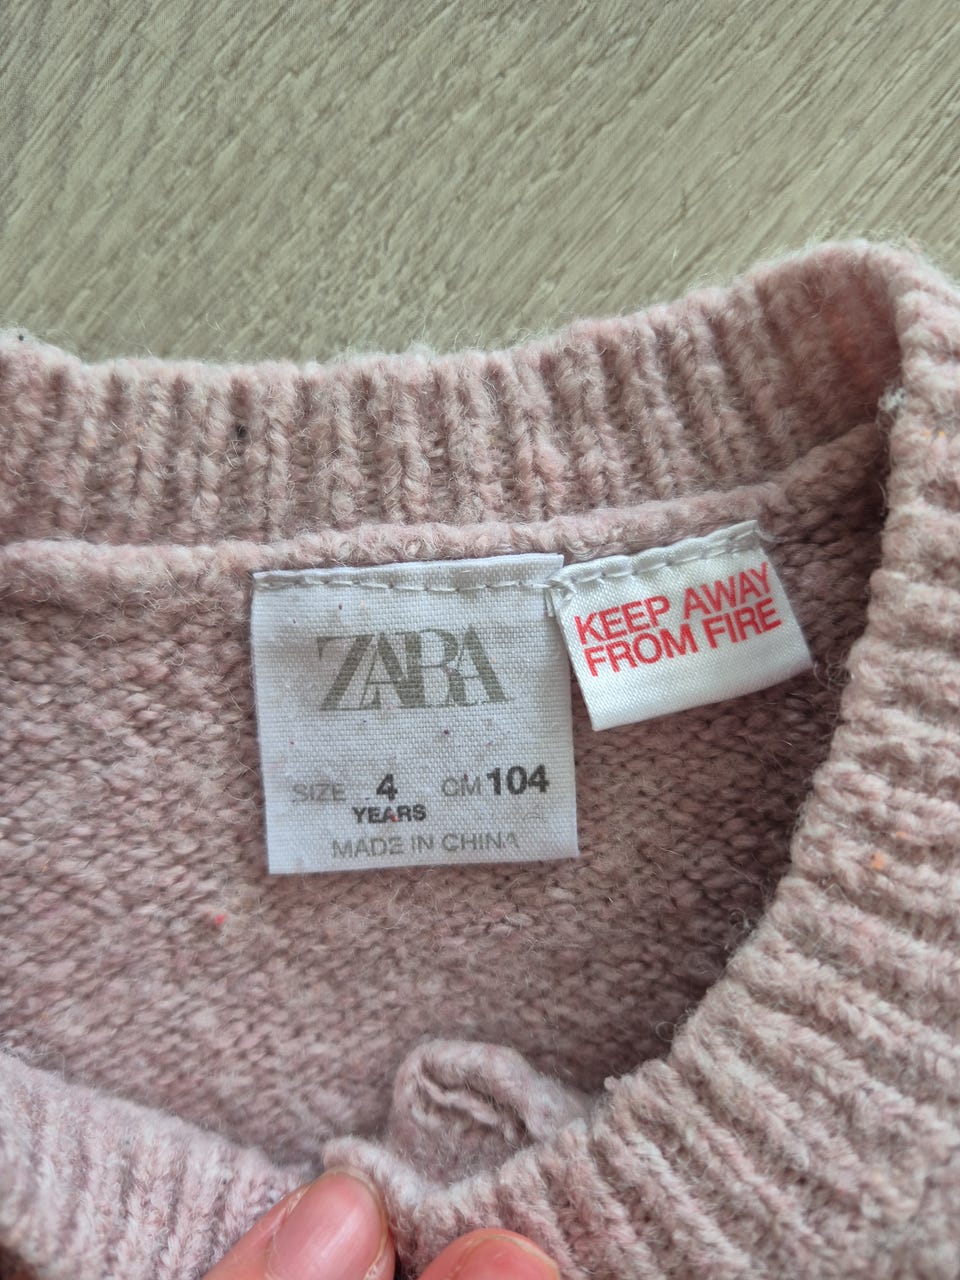 ZARA
SIZE 4 CM 104
YEARS
MADE IN CHINA
KEEP AWAY
FROM FIRE